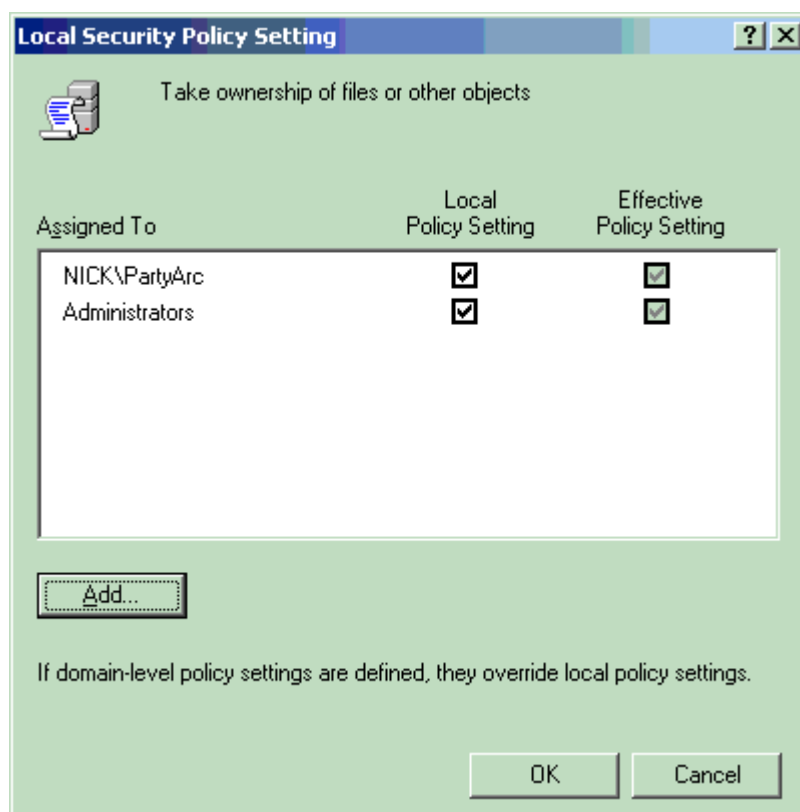 Local Security Policy Setting
Take ownership of files or other objects
Local
Policy Setting
Effective
Policy Setting
Assigned To
NICK\PartyArc
Administrators
Add...
If domain-level policy settings are defined, they override local policy settings.
OK
Cancel